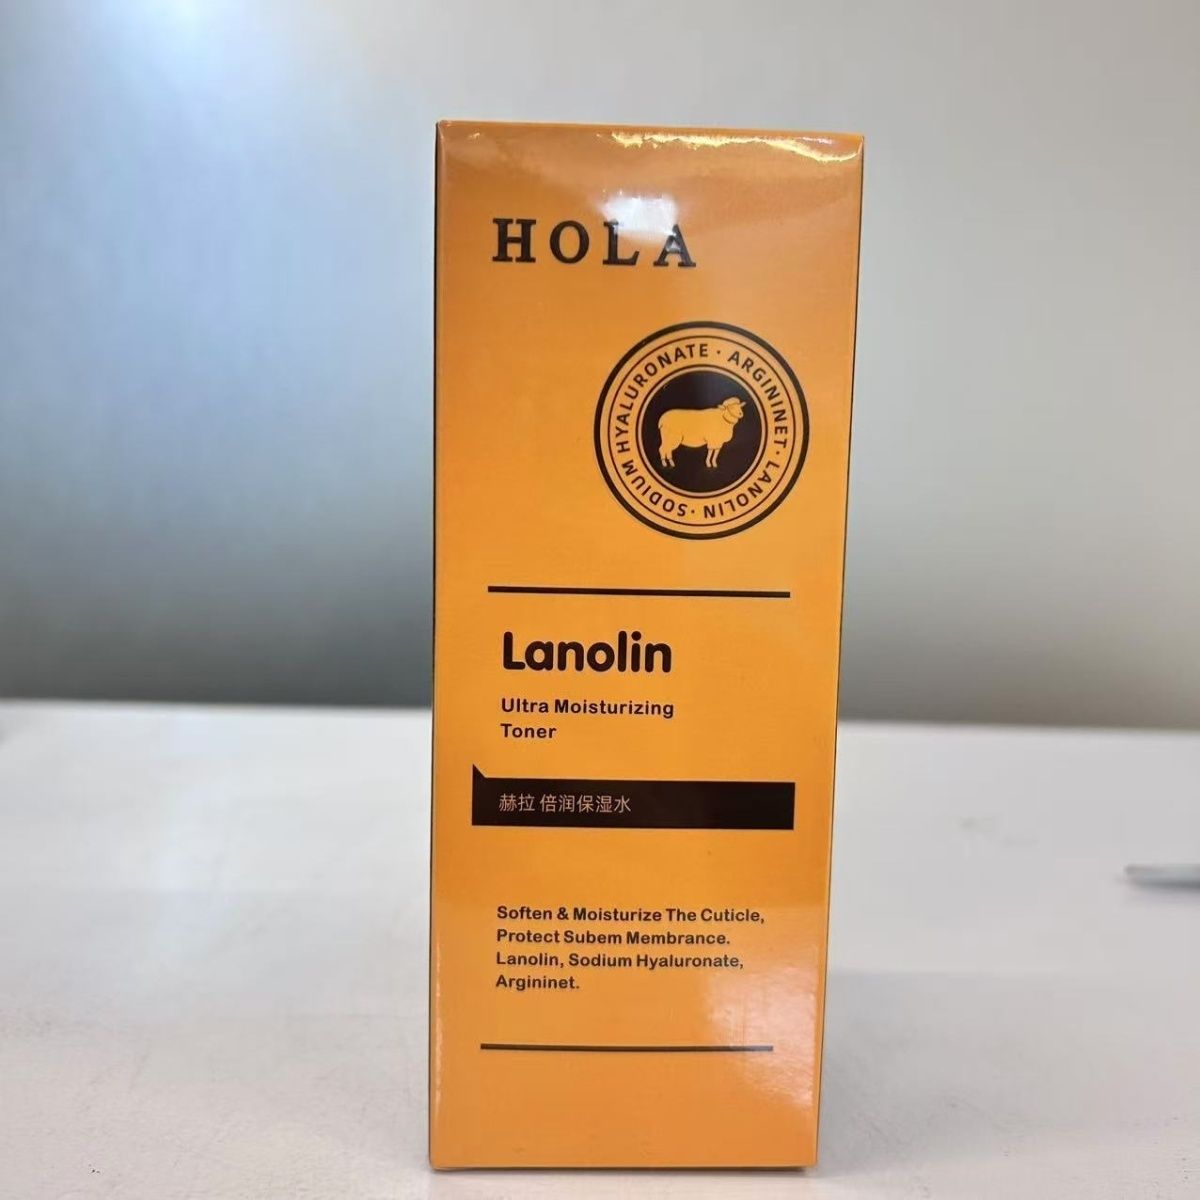 HOLA
SODIUM HYALURONATE · ARGININET · LANOLIN ·
Lanolin
Ultra Moisturizing
Toner
赫拉 倍润保湿水
Soften & Moisturize The Cuticle,
Protect Subem Membrance.
Lanolin, Sodium Hyaluronate,
Argininet.